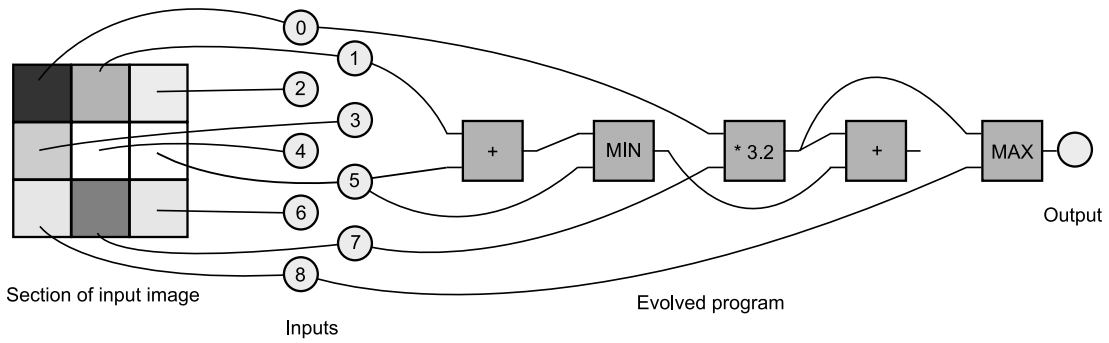 0
1
2
3
4
5
6
7
8
+
MIN
* 3.2
+
MAX
Output
Section of input image
Evolved program
Inputs